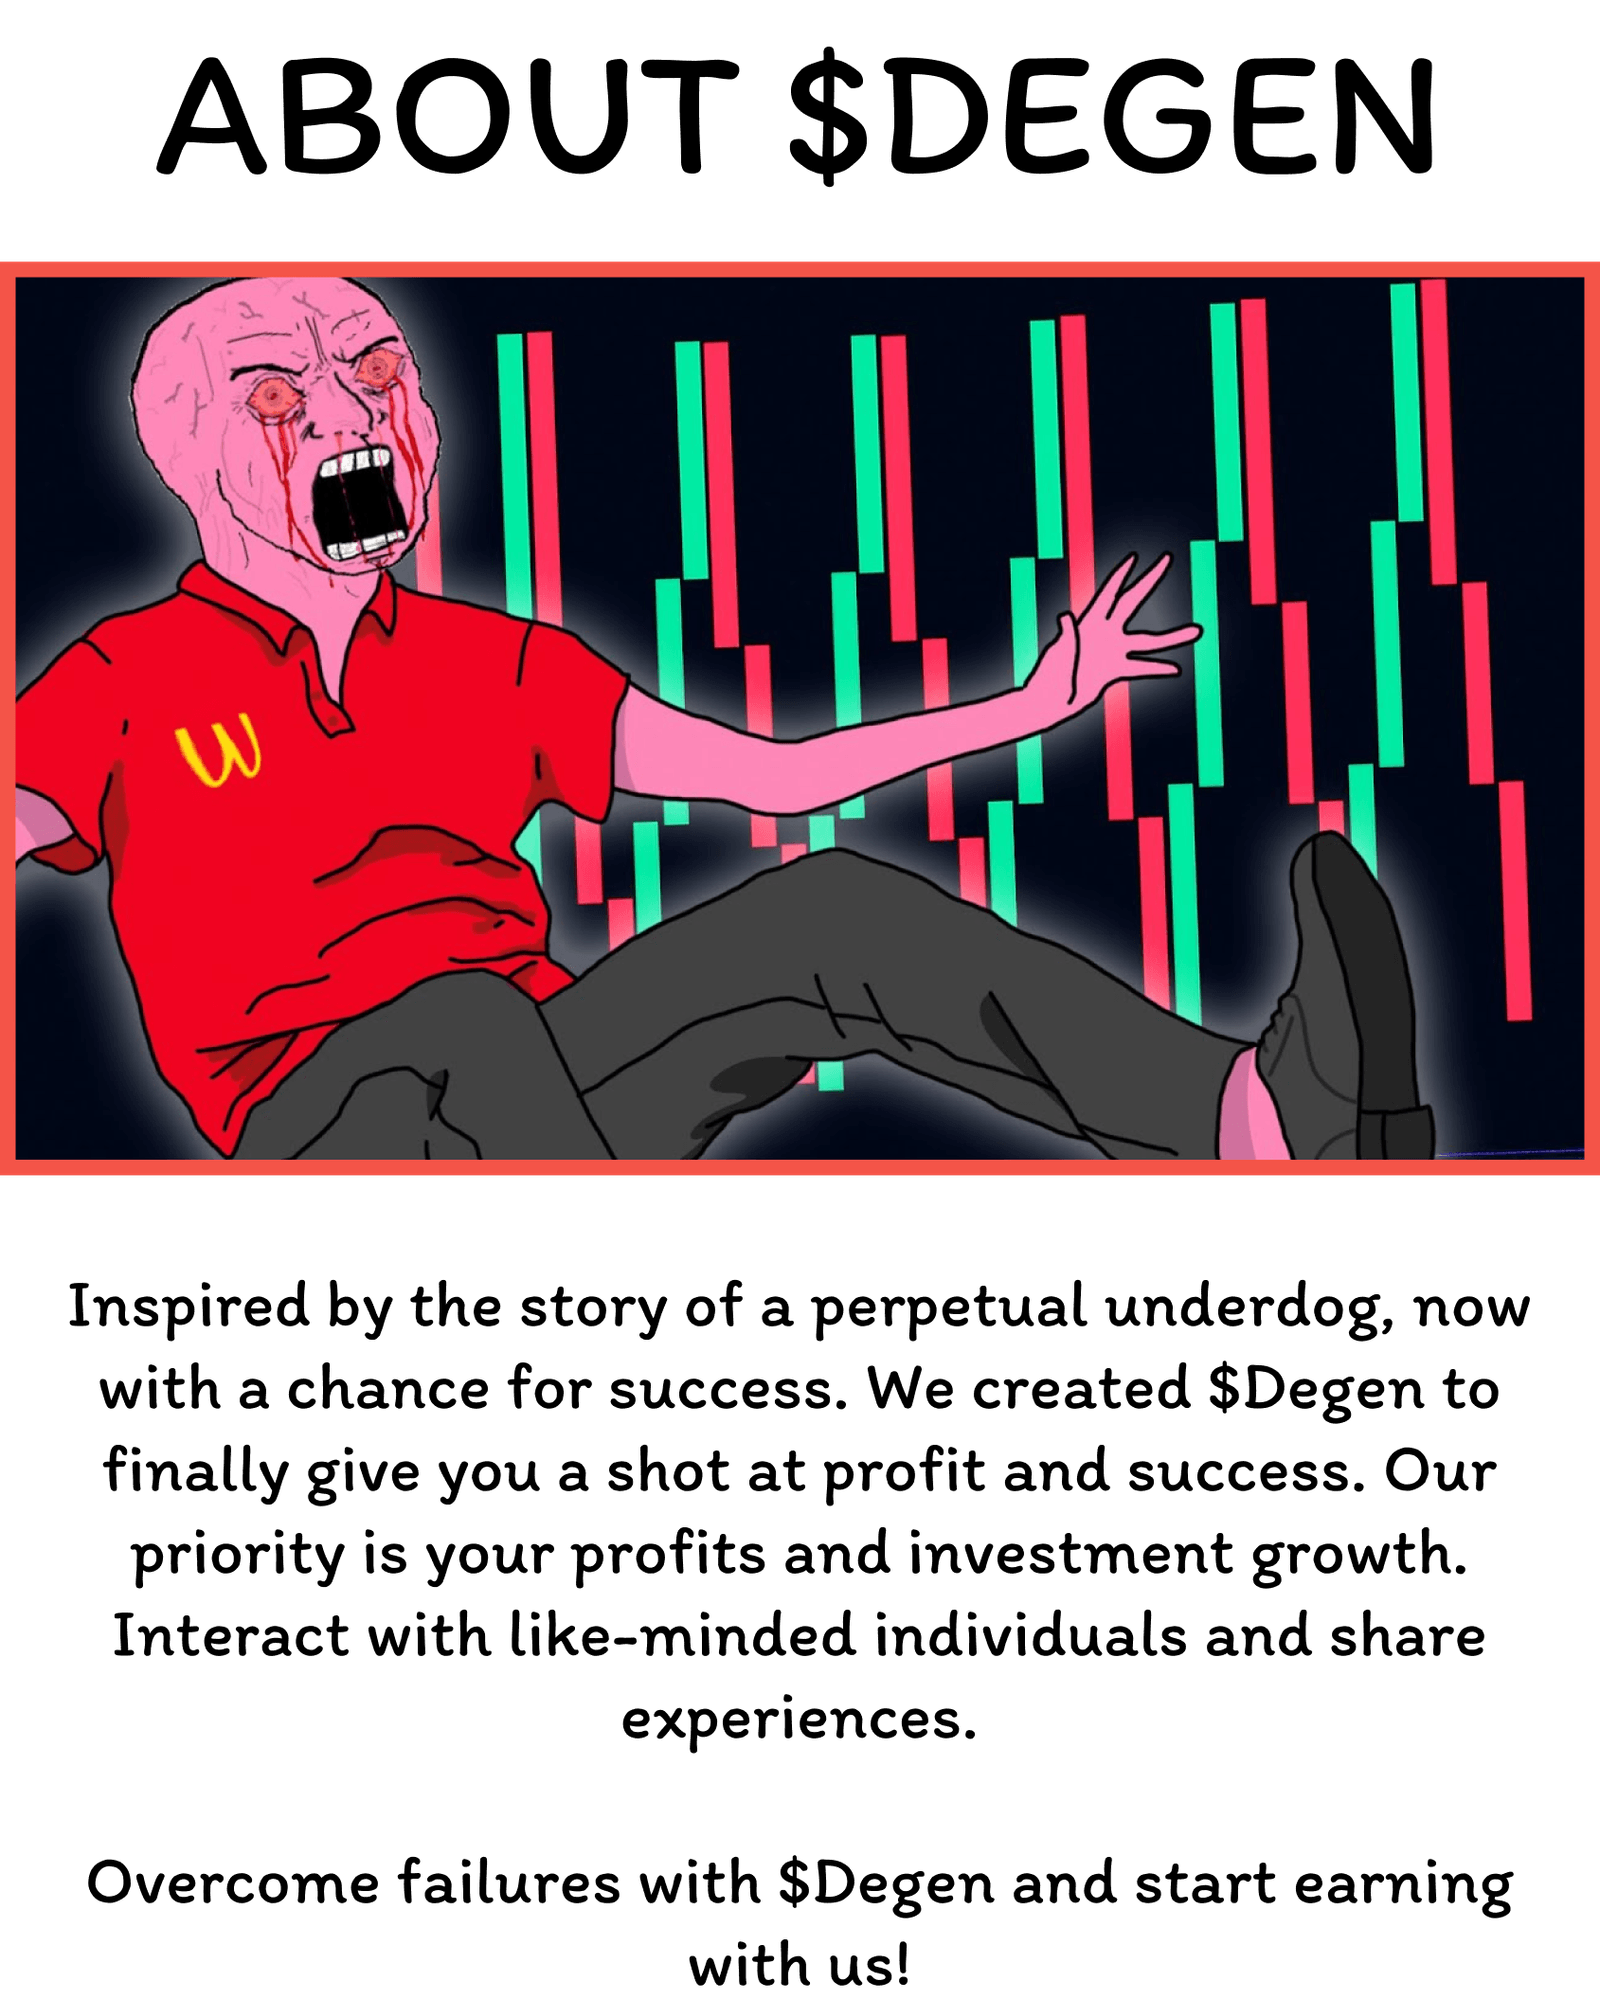 ABOUT $DEGEN
W
Inspired by the story of a perpetual underdog, now
with a chance for success. We created $Degen to
finally give you a shot at profit and success. Our
priority is your profits and investment growth.
Interact with like-minded individuals and share
experiences.
Overcome failures with $Degen and start earning
with us!